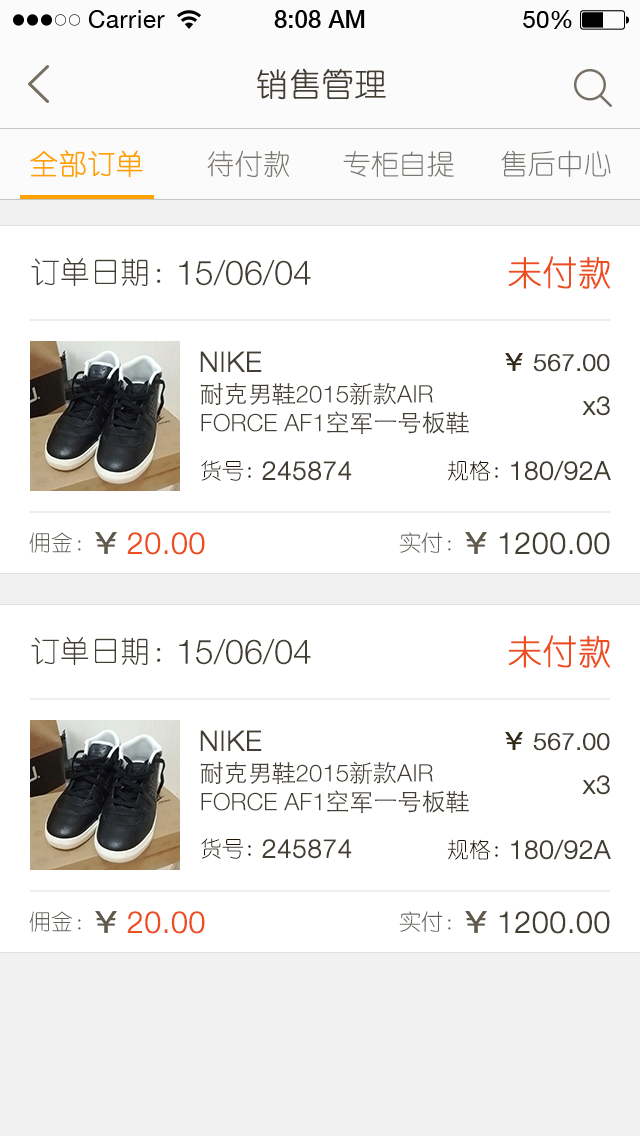 Carrier 8:08 AM 50%
销售管理
全部订单 待付款 专柜自提 售后中心
订单日期：15/06/04 未付款
NIKE ¥ 567.00
耐克男鞋2015新款AIR
FORCE AF1空军一号板鞋
x3
货号：245874 规格：180/92A
佣金：¥ 20.00 实付：¥ 1200.00
订单日期：15/06/04 未付款
NIKE ¥ 567.00
耐克男鞋2015新款AIR
FORCE AF1空军一号板鞋
x3
货号：245874 规格：180/92A
佣金：¥ 20.00 实付：¥ 1200.00